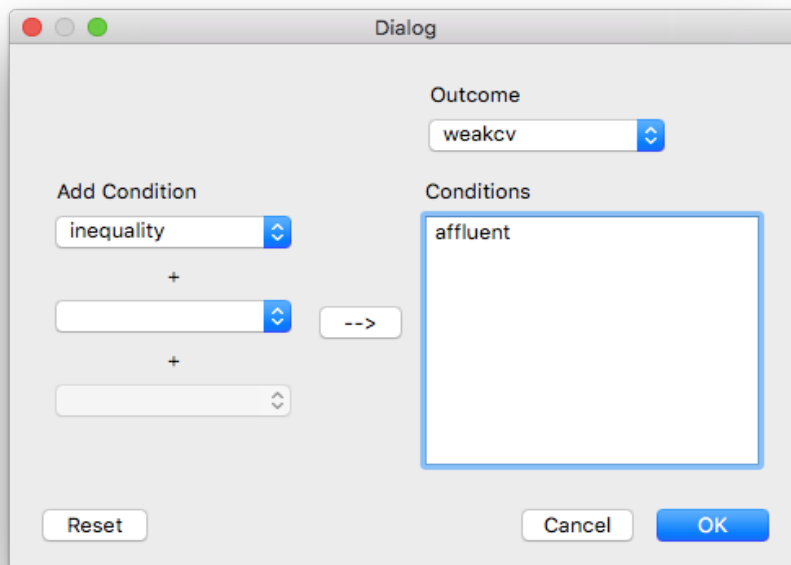 Dialog
Outcome
weakcv
Add Condition
Conditions
inequality
affluent
+
-->
+
Reset
Cancel
OK